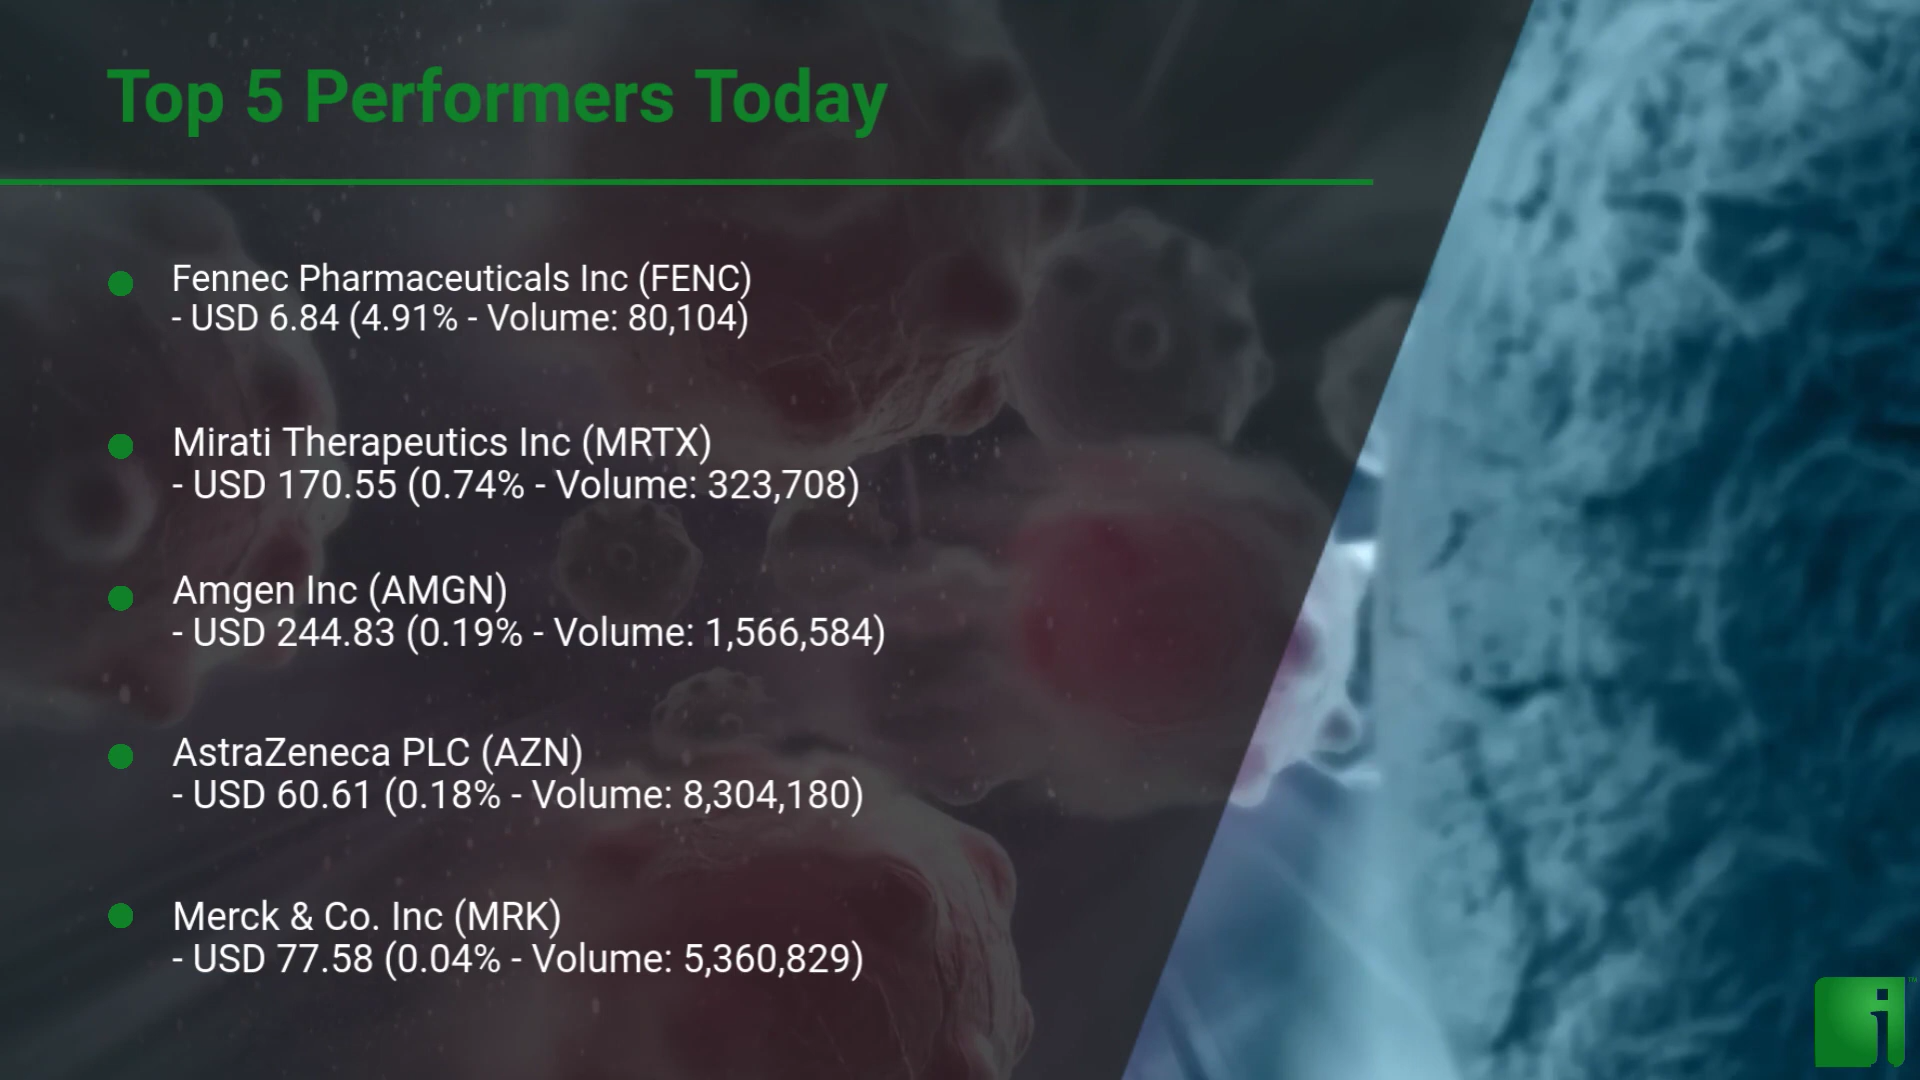 Top 5 Performers Today
Fennec Pharmaceuticals Inc (FENC)
- USD 6.84 (4.91% - Volume: 80,104)
Mirati Therapeutics Inc (MRTX)
- USD 170.55 (0.74% - Volume: 323,708)
Amgen Inc (AMGN)
- USD 244.83 (0.19% - Volume: 1,566,584)
AstraZeneca PLC (AZN)
- USD 60.61 (0.18% - Volume: 8,304,180)
Merck & Co. Inc (MRK)
- USD 77.58 (0.04% - Volume: 5,360,829)
i
TM